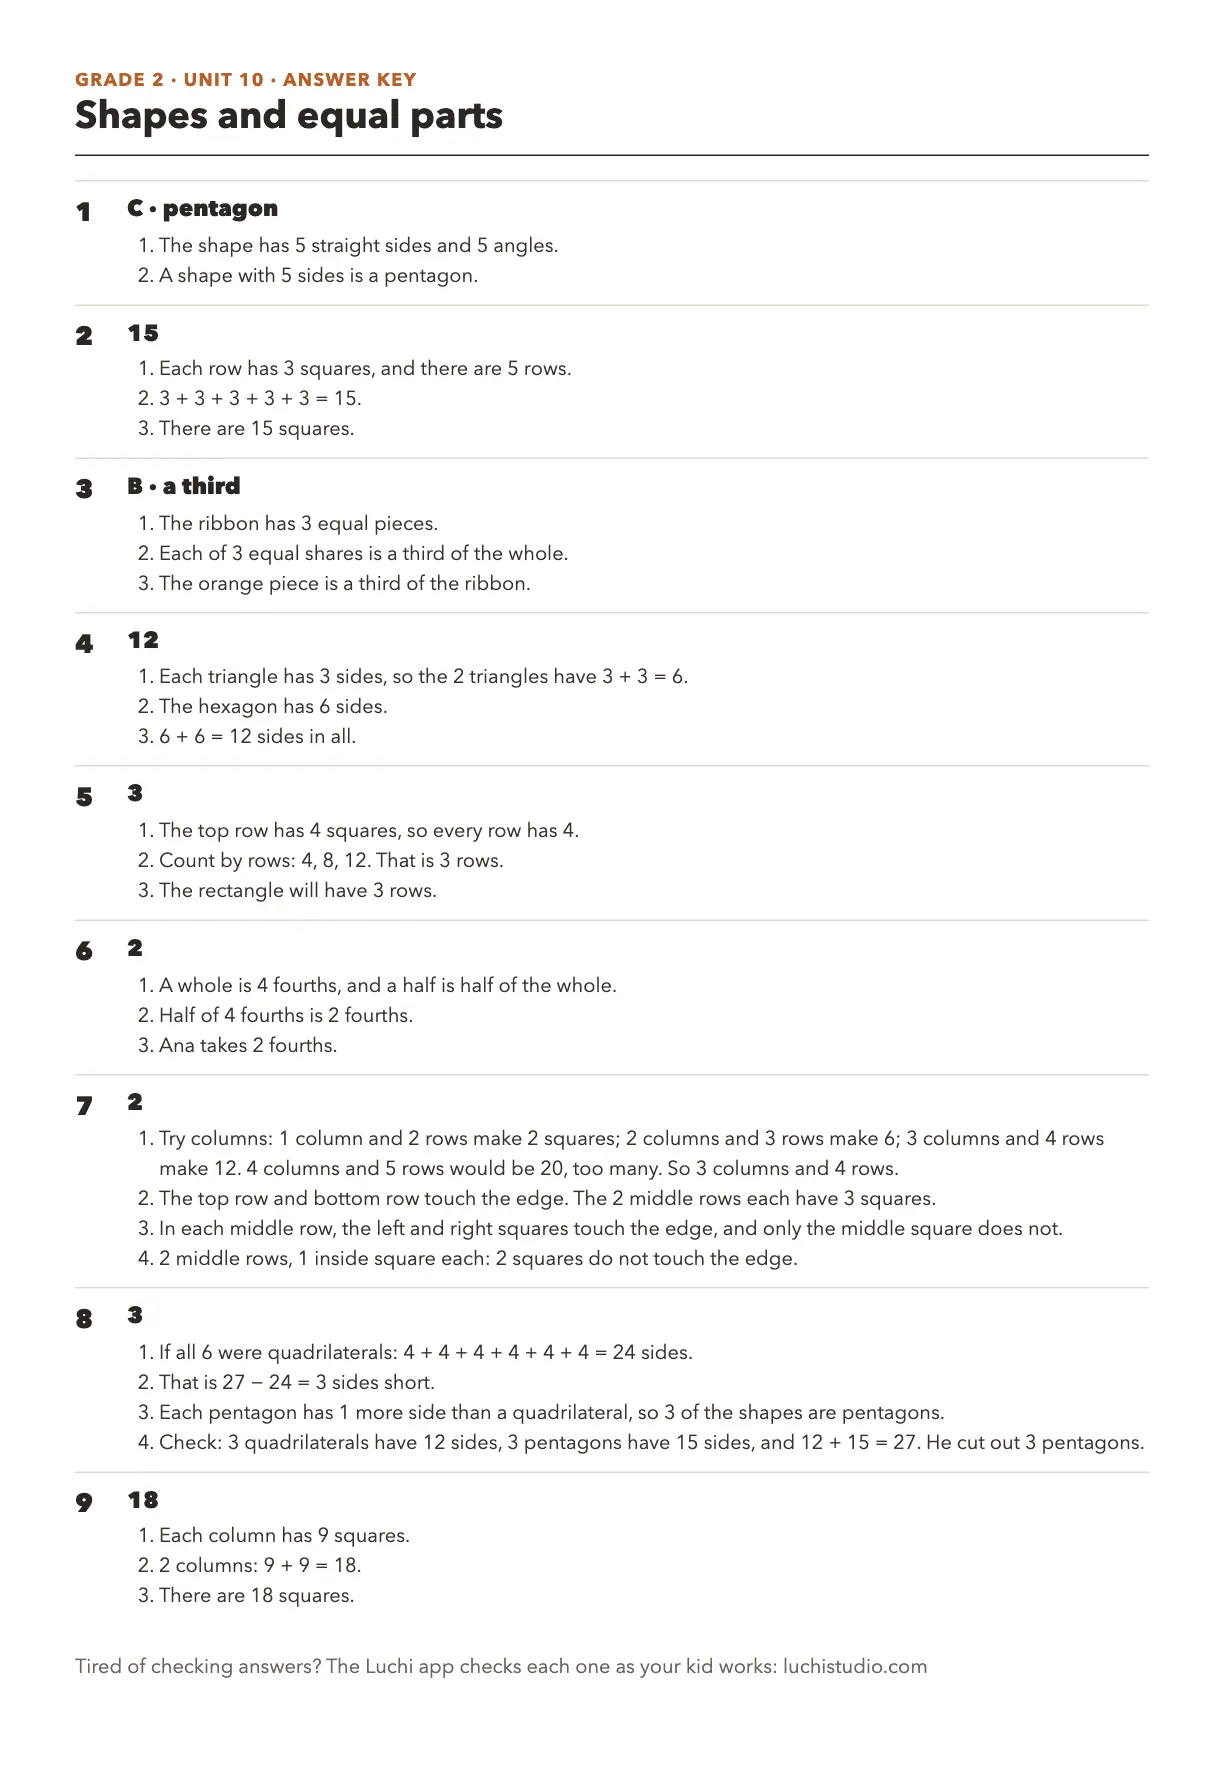 GRADE 2 · UNIT 10 · ANSWER KEY
Shapes and equal parts
1 C · pentagon
1. The shape has 5 straight sides and 5 angles.
2. A shape with 5 sides is a pentagon.
2 15
1. Each row has 3 squares, and there are 5 rows.
2. 3 + 3 + 3 + 3 + 3 = 15.
3. There are 15 squares.
3 B · a third
1. The ribbon has 3 equal pieces.
2. Each of 3 equal shares is a third of the whole.
3. The orange piece is a third of the ribbon.
4 12
1. Each triangle has 3 sides, so the 2 triangles have 3 + 3 = 6.
2. The hexagon has 6 sides.
3. 6 + 6 = 12 sides in all.
5 3
1. The top row has 4 squares, so every row has 4.
2. Count by rows: 4, 8, 12. That is 3 rows.
3. The rectangle will have 3 rows.
6 2
1. A whole is 4 fourths, and a half is half of the whole.
2. Half of 4 fourths is 2 fourths.
3. Ana takes 2 fourths.
7 2
1. Try columns: 1 column and 2 rows make 2 squares; 2 columns and 3 rows make 6; 3 columns and 4 rows
make 12. 4 columns and 5 rows would be 20, too many. So 3 columns and 4 rows.
2. The top row and bottom row touch the edge. The 2 middle rows each have 3 squares.
3. In each middle row, the left and right squares touch the edge, and only the middle square does not.
4. 2 middle rows, 1 inside square each: 2 squares do not touch the edge.
8 3
1. If all 6 were quadrilaterals: 4 + 4 + 4 + 4 + 4 + 4 = 24 sides.
2. That is 27 − 24 = 3 sides short.
3. Each pentagon has 1 more side than a quadrilateral, so 3 of the shapes are pentagons.
4. Check: 3 quadrilaterals have 12 sides, 3 pentagons have 15 sides, and 12 + 15 = 27. He cut out 3 pentagons.
9 18
1. Each column has 9 squares.
2. 2 columns: 9 + 9 = 18.
3. There are 18 squares.
Tired of checking answers? The Luchi app checks each one as your kid works: luchistudio.com